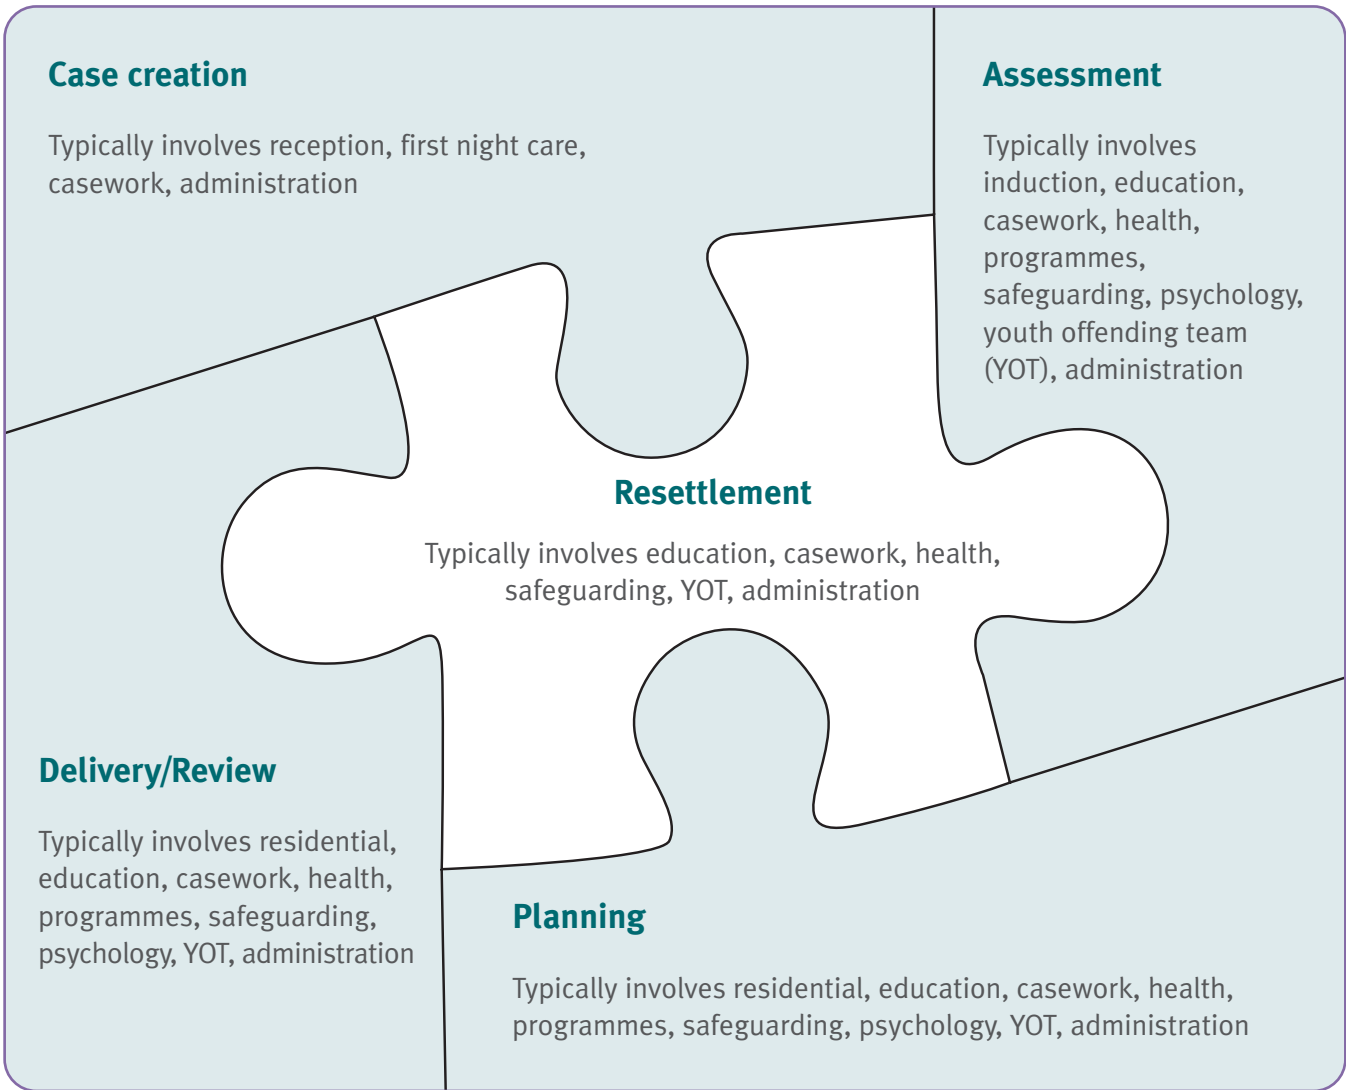 Case creation
Typically involves reception, first night care,
casework, administration
Assessment
Typically involves
induction, education,
casework, health,
programmes,
safeguarding, psychology,
youth offending team
(YOT), administration
Resettlement
Typically involves education, casework, health,
safeguarding, YOT, administration
Delivery/Review
Typically involves residential,
education, casework, health,
programmes, safeguarding,
psychology, YOT, administration
Planning
Typically involves residential, education, casework, health,
programmes, safeguarding, psychology, YOT, administration